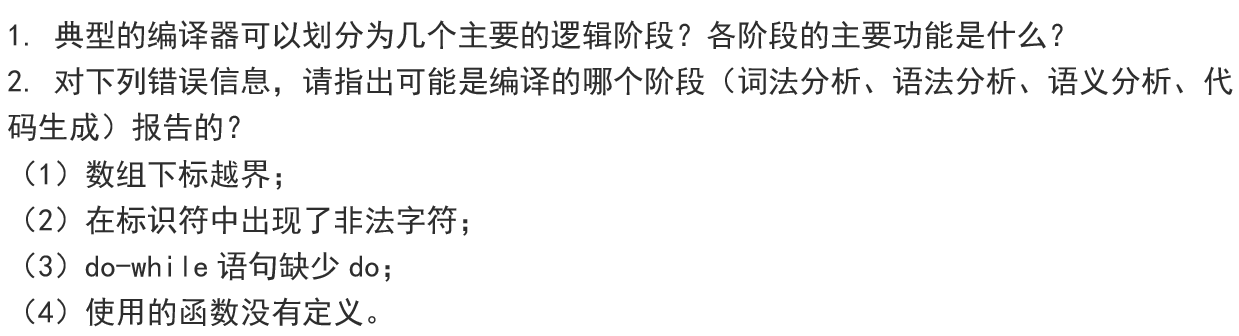 1. 典型的编译器可以划分为几个主要的逻辑阶段？各阶段的主要功能是什么？
2. 对下列错误信息，请指出可能是编译的哪个阶段（词法分析、语法分析、语义分析、代
码生成）报告的？
（1）数组下标越界；
（2）在标识符中出现了非法字符；
（3）do-while 语句缺少 do；
（4）使用的函数没有定义。